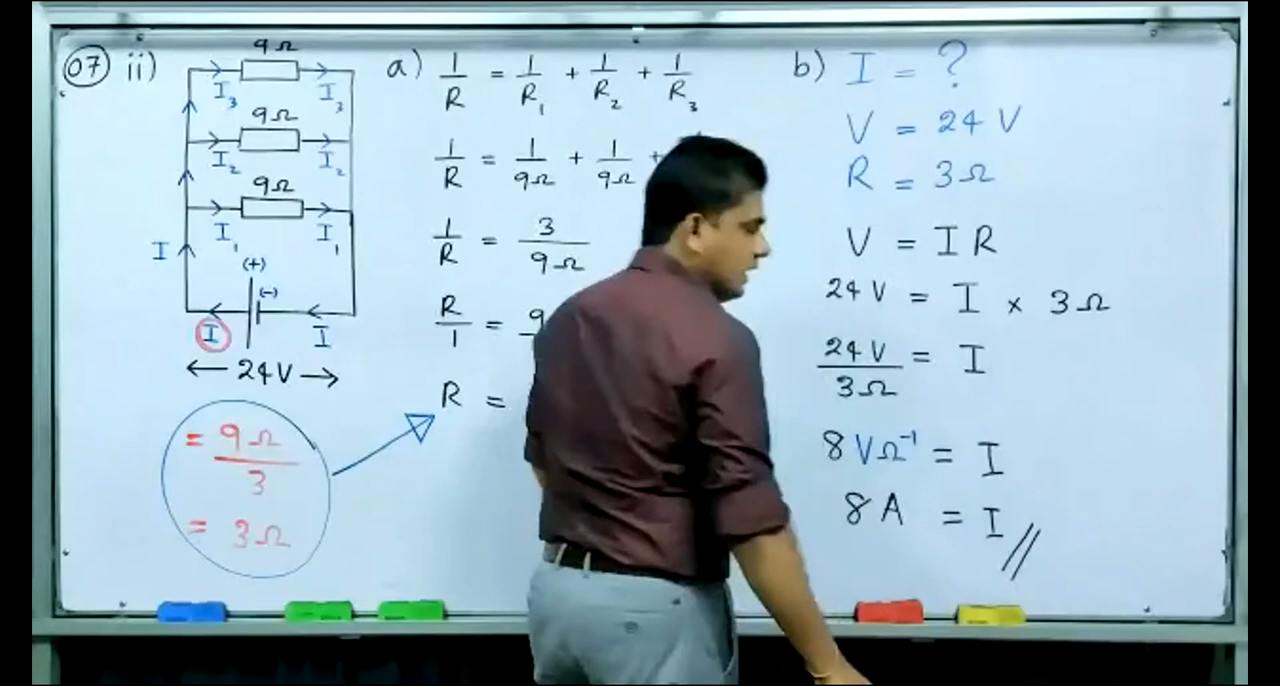 07 ii)
9Ω
I₃ I₃
9Ω
I₂ I₂
9Ω
I₁ I₁
I
(+)
(-)
I I
← 24V →
= 9Ω/3
= 3Ω
a) 1/R = 1/R₁ + 1/R₂ + 1/R₃
1/R = 1/9Ω + 1/9Ω +
1/R = 3/9Ω
R/1 = 9
R =
b) I = ?
V = 24 V
R = 3Ω
V = I R
24 V = I × 3Ω
24 V/3Ω = I
8 VΩ⁻¹ = I
8 A = I //